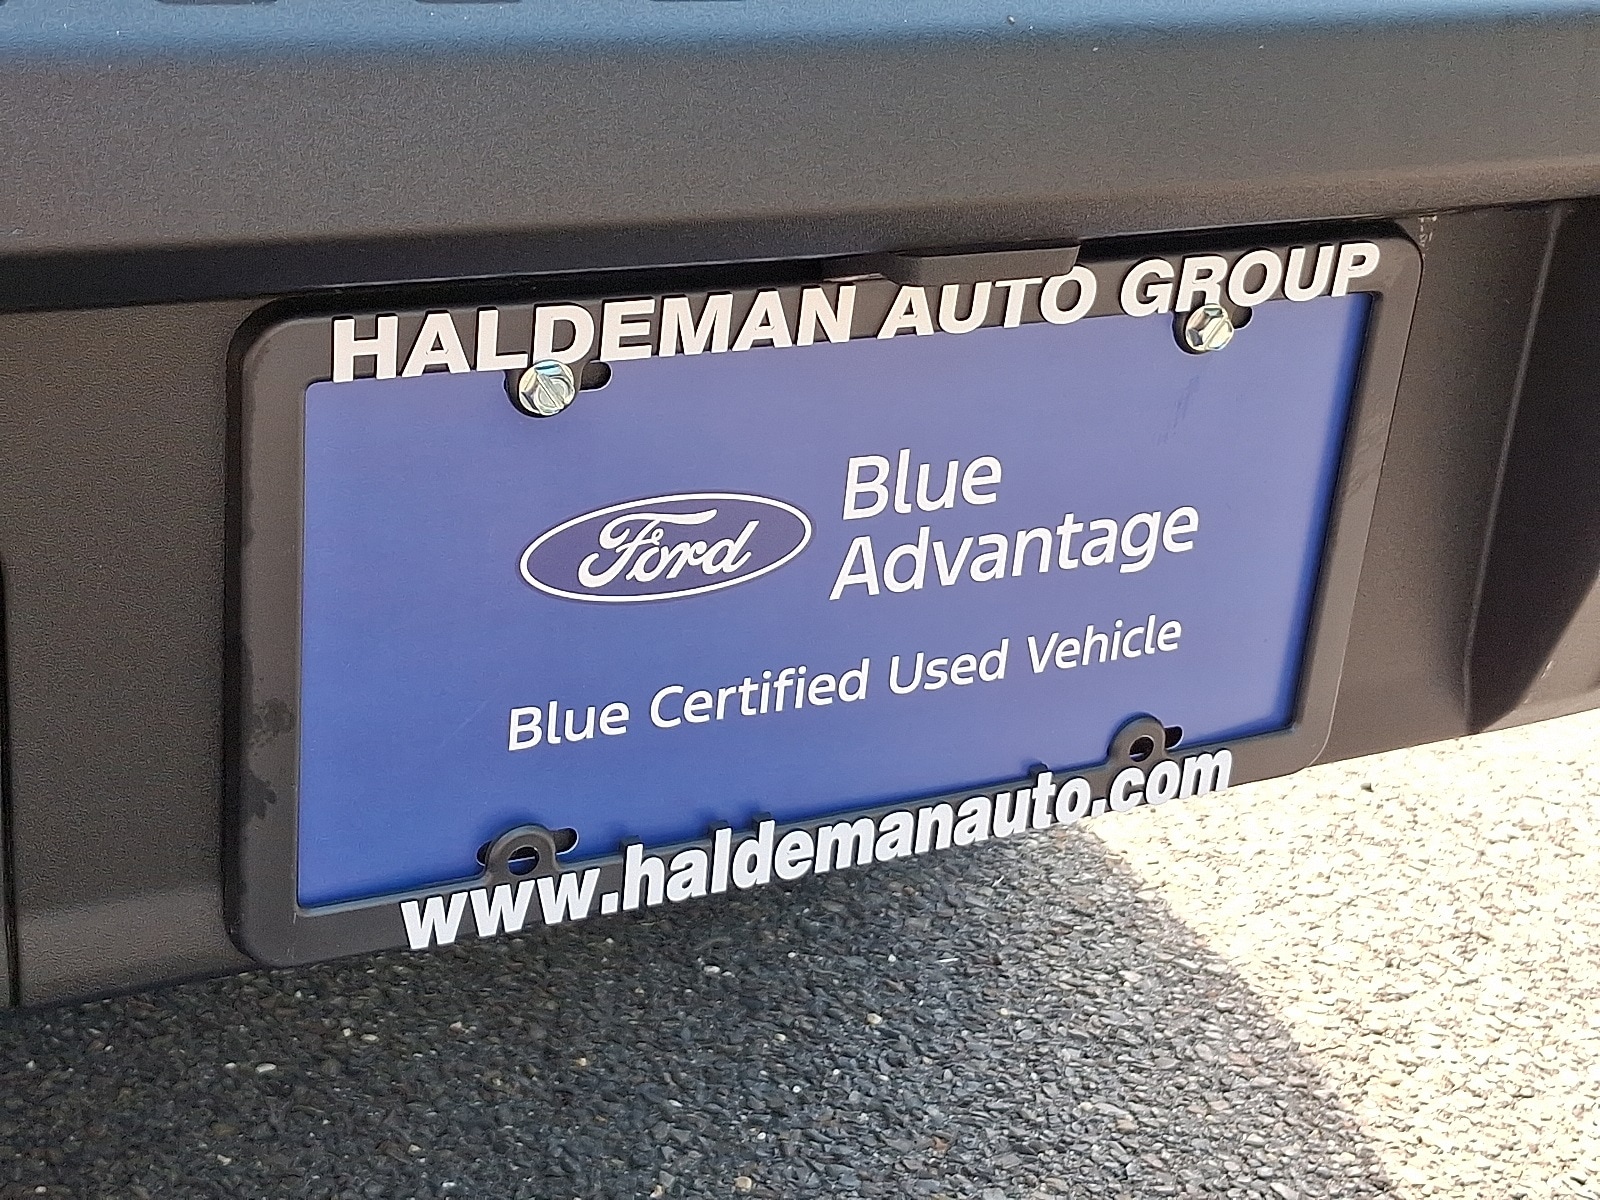 HALDEMAN AUTO GROUP
Ford
Blue
Advantage
Blue Certified Used Vehicle
www.haldemanauto.com